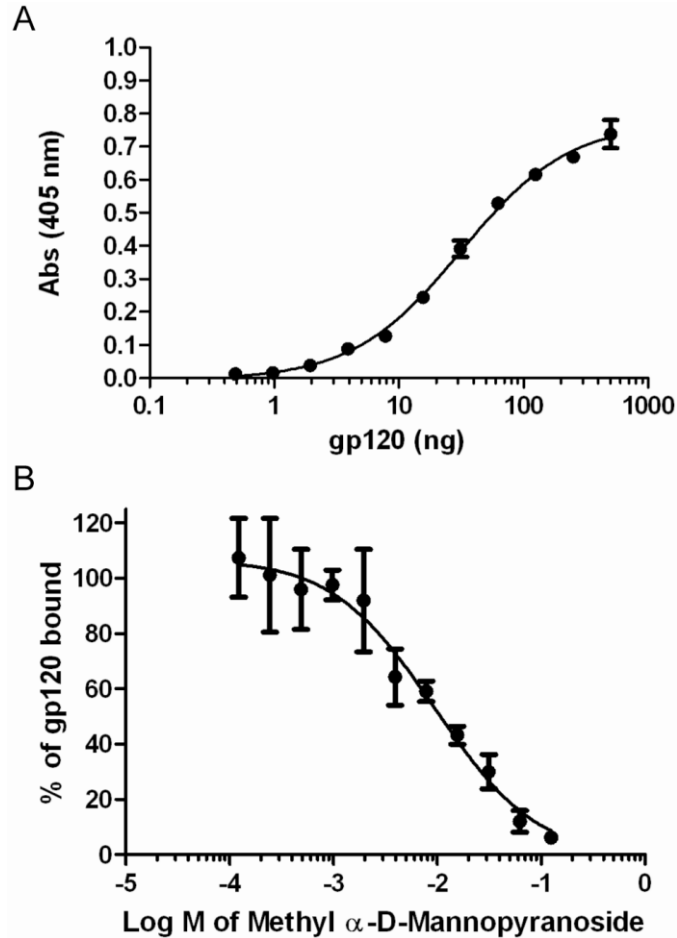 A
1.0
0.9
0.8
0.7
0.6
0.5
0.4
0.3
0.2
0.1
0.0
Abs (405 nm)
0.1 1 10 100 1000
gp120 (ng)
B
120
100
80
60
40
20
0
% of gp120 bound
-5 -4 -3 -2 -1 0
Log M of Methyl α-D-Mannopyranoside